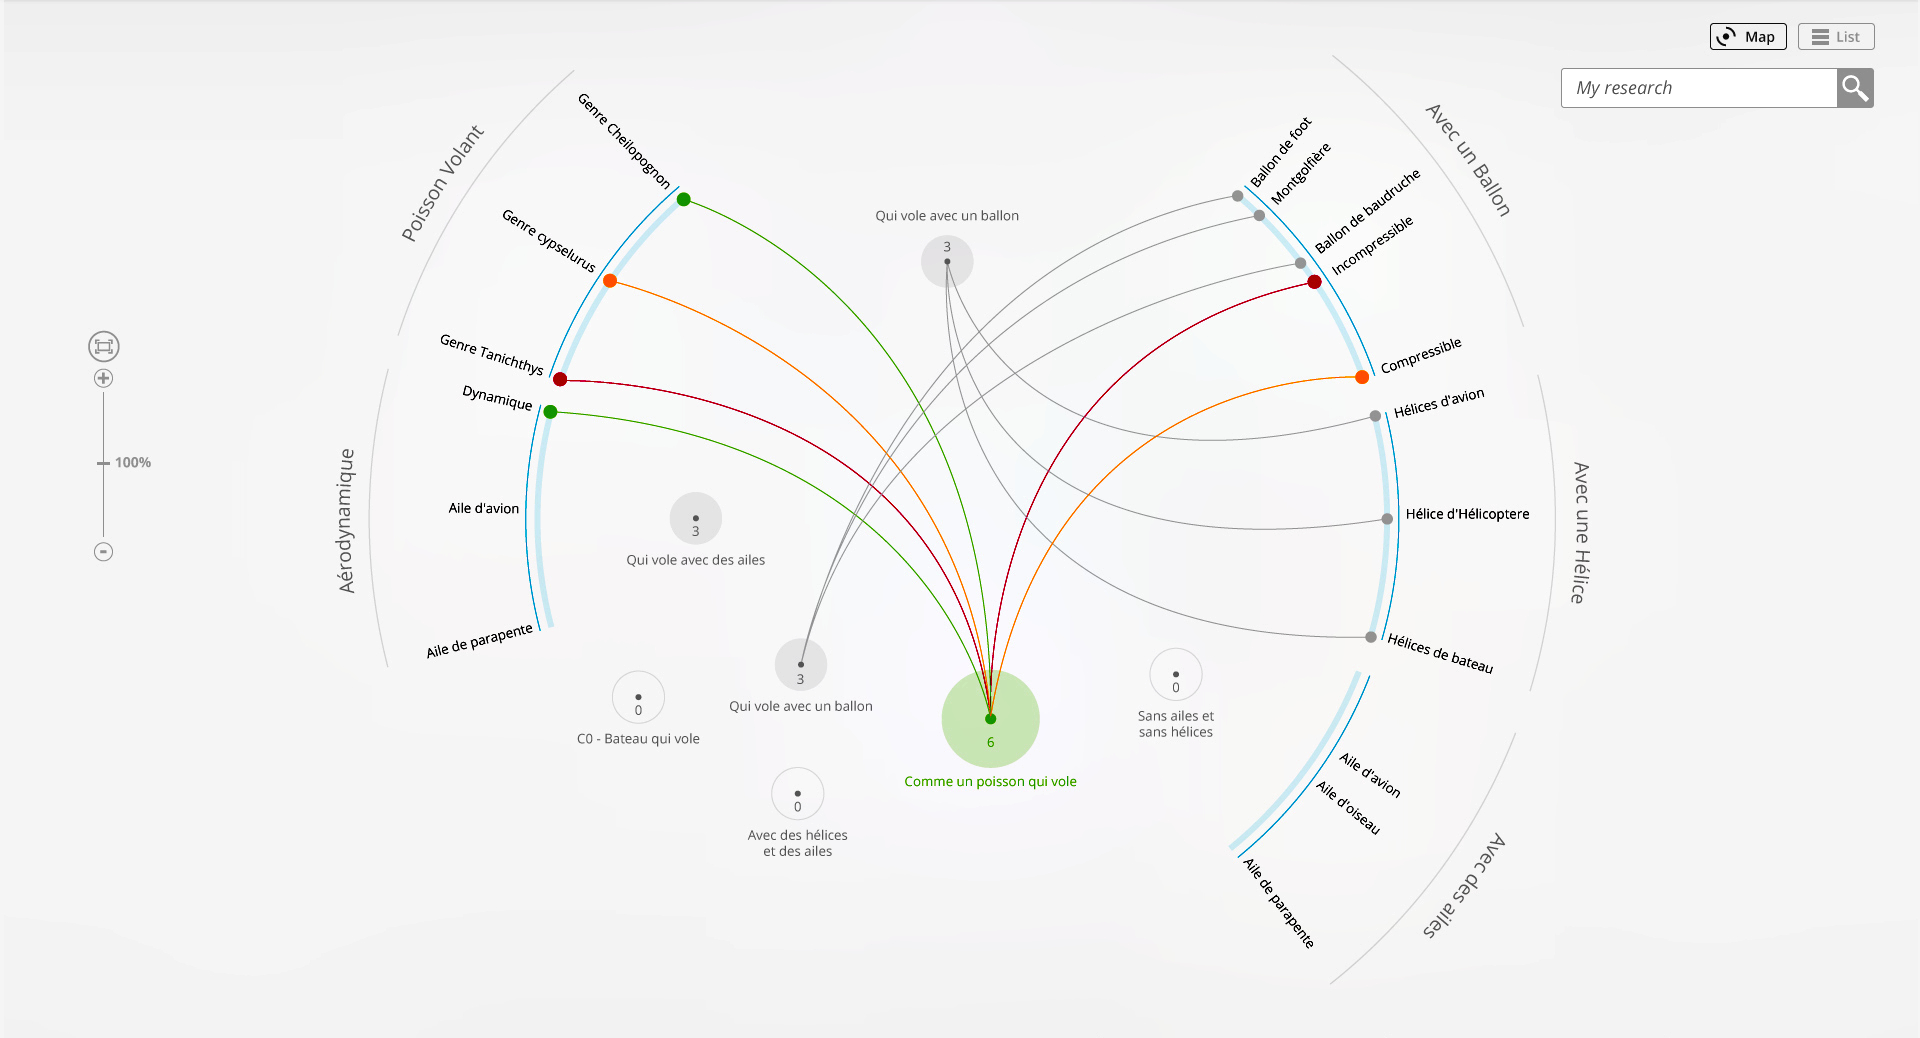 Map
List
My research
Poisson Volant
Genre Cheilopognon
Genre cypselurus
Genre Tanichthys
Aérodynamique
Dynamique
Aile d'avion
Aile de parapente
Qui vole avec un ballon
3
Avec un Ballon
Ballon de foot
Montgolfière
Ballon de baudruche
Incompressible
Compressible
Avec une Hélice
Hélices d'avion
Hélice d'Hélicoptere
Hélices de bateau
100%
3
Qui vole avec des ailes
3
Qui vole avec un ballon
0
C0 - Bateau qui vole
6
Comme un poisson qui vole
0
Sans ailes et
sans hélices
0
Avec des hélices
et des ailes
Avec des ailes
Aile d'avion
Aile d'oiseau
Aile de parapente